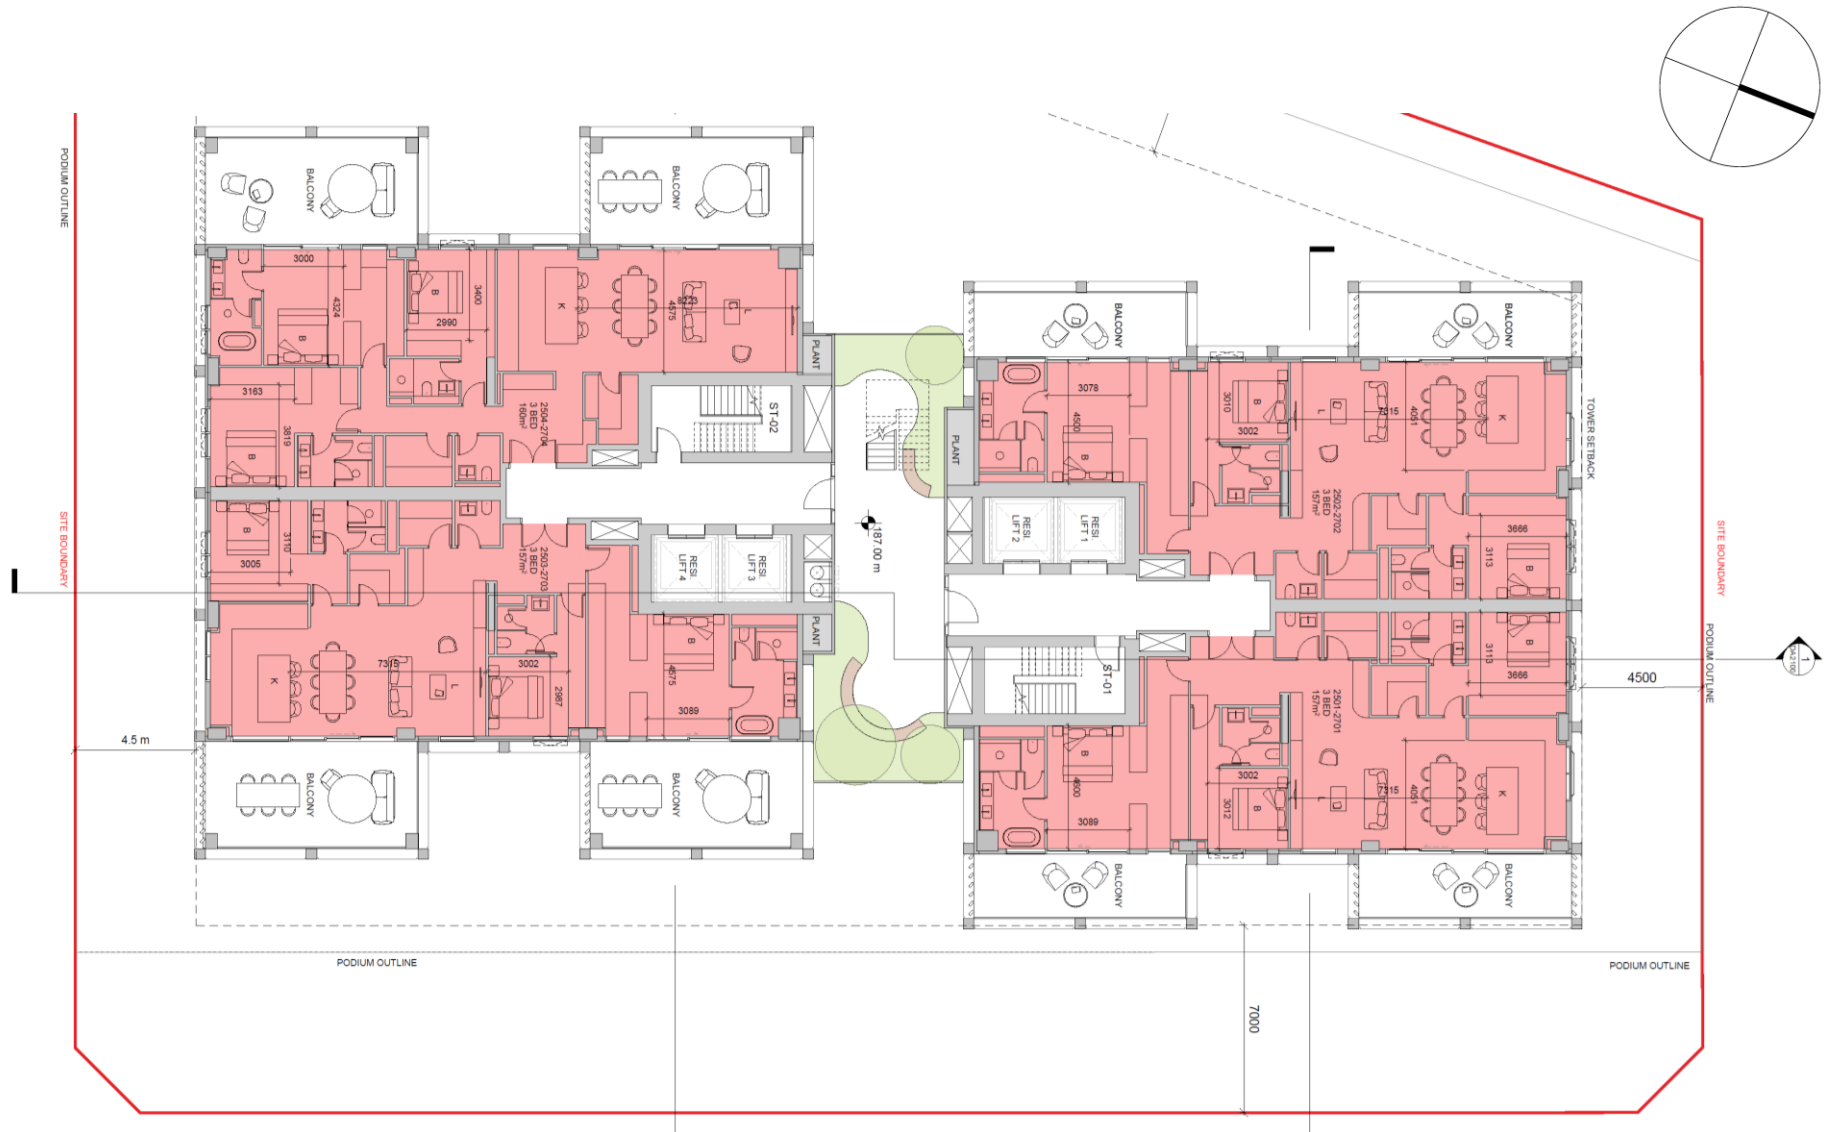 PODIUM OUTLINE
BALCONY
BALCONY
BALCONY
BALCONY
3000
4324
B
3400
B
2990
K
8223
4575
L
PLANT
3163
3819
B
2504-2704
3 BED
160m²
ST-02
3078
4500
B
3010
B
3002
L
7315
4051
K
TOWER SETBACK
PLANT
2502-2702
3 BED
157m²
SITE BOUNDARY
B
3110
3005
2503-2703
3 BED
157m²
RESI.
LIFT 4
RESI.
LIFT 3
187.00 m
RESI.
LIFT 2
RESI.
LIFT 1
3666
3113
B
SITE BOUNDARY
PLANT
7315
K
L
3002
2987
B
B
4575
3089
ST-01
2501-2701
3 BED
157m²
B
3113
3666
PODIUM OUTLINE
1
DA2100
4500
4.5 m
B
4600
3089
3002
3012
B
L
7315
4051
K
BALCONY
BALCONY
BALCONY
BALCONY
PODIUM OUTLINE
PODIUM OUTLINE
7000